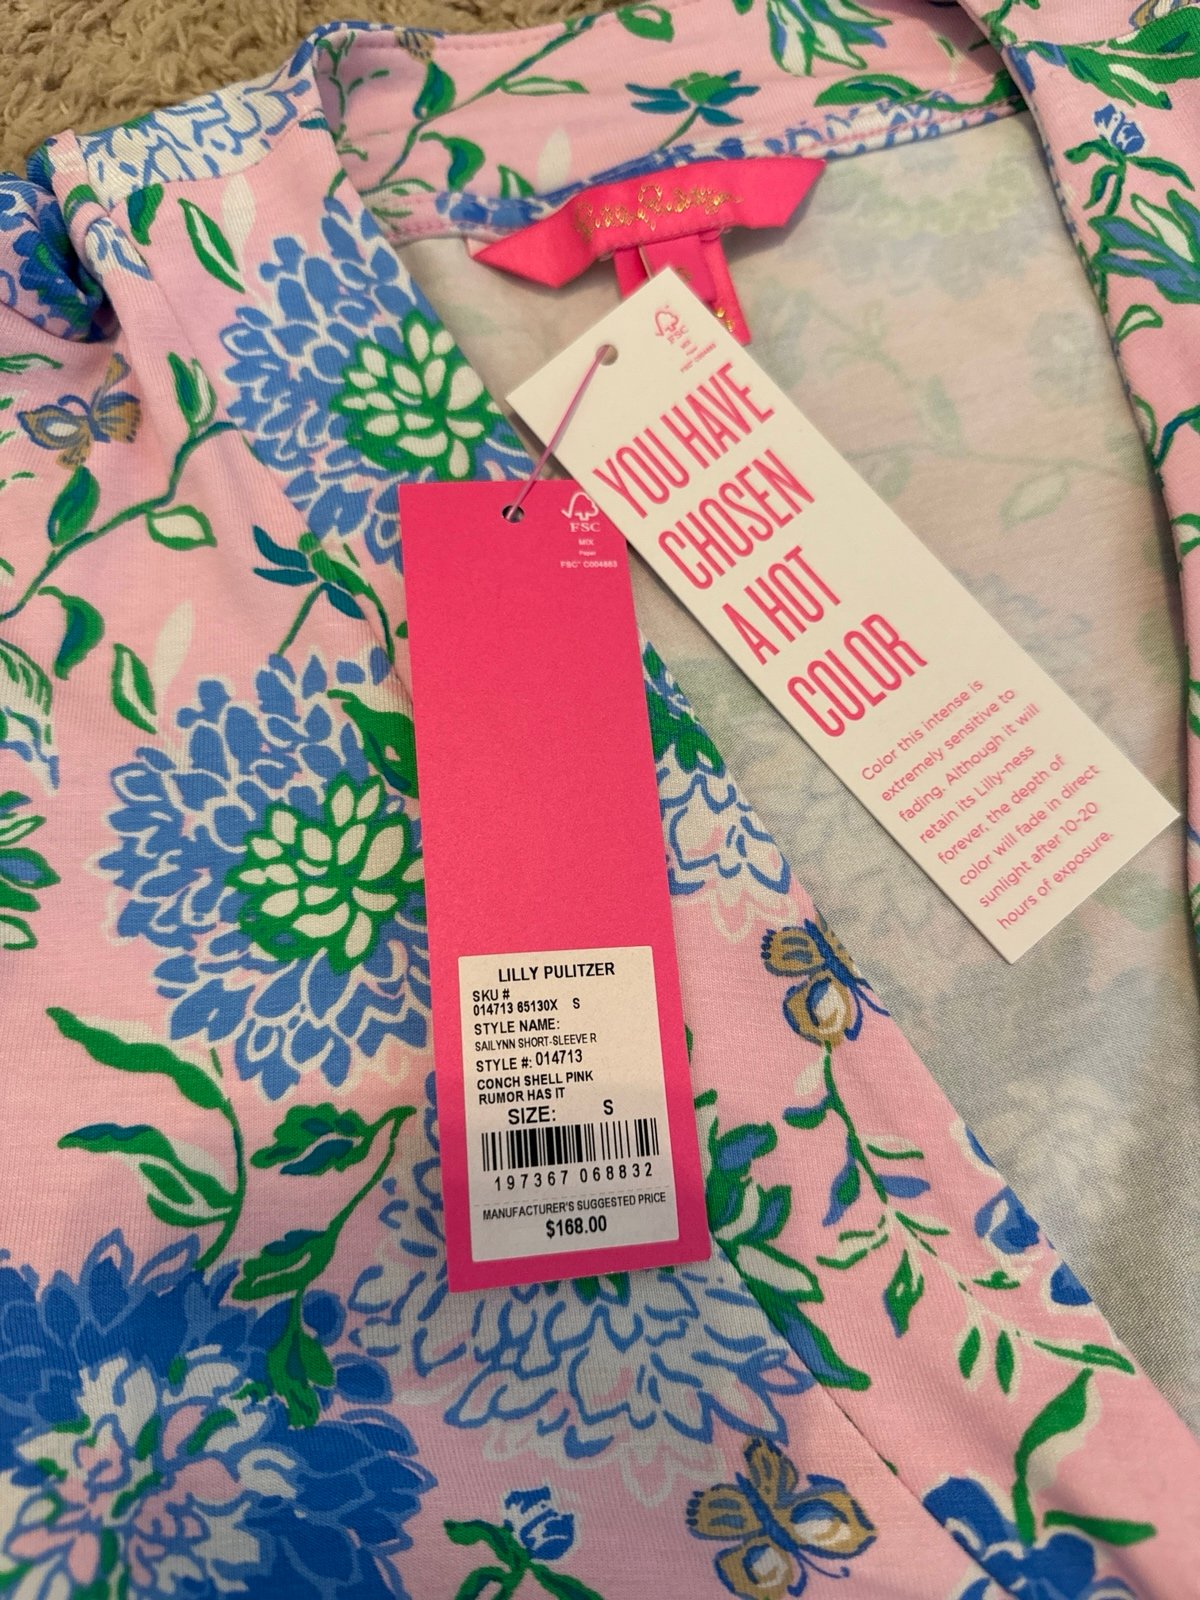 FSC
YOU HAVE
CHOSEN
A HOT
COLOR
Color this intense is
extremely sensitive to
fading. Although it will
retain its Lilly-ness
forever, the depth of
color will fade in direct
sunlight after 10-20
hours of exposure.
FSC
MIX
Paper
FSC™ C004883
LILLY PULITZER
SKU #
014713 65130X S
STYLE NAME:
SAILYNN SHORT-SLEEVE R
STYLE #: 014713
CONCH SHELL PINK
RUMOR HAS IT
SIZE: S
197367 068832
MANUFACTURER'S SUGGESTED PRICE
$168.00